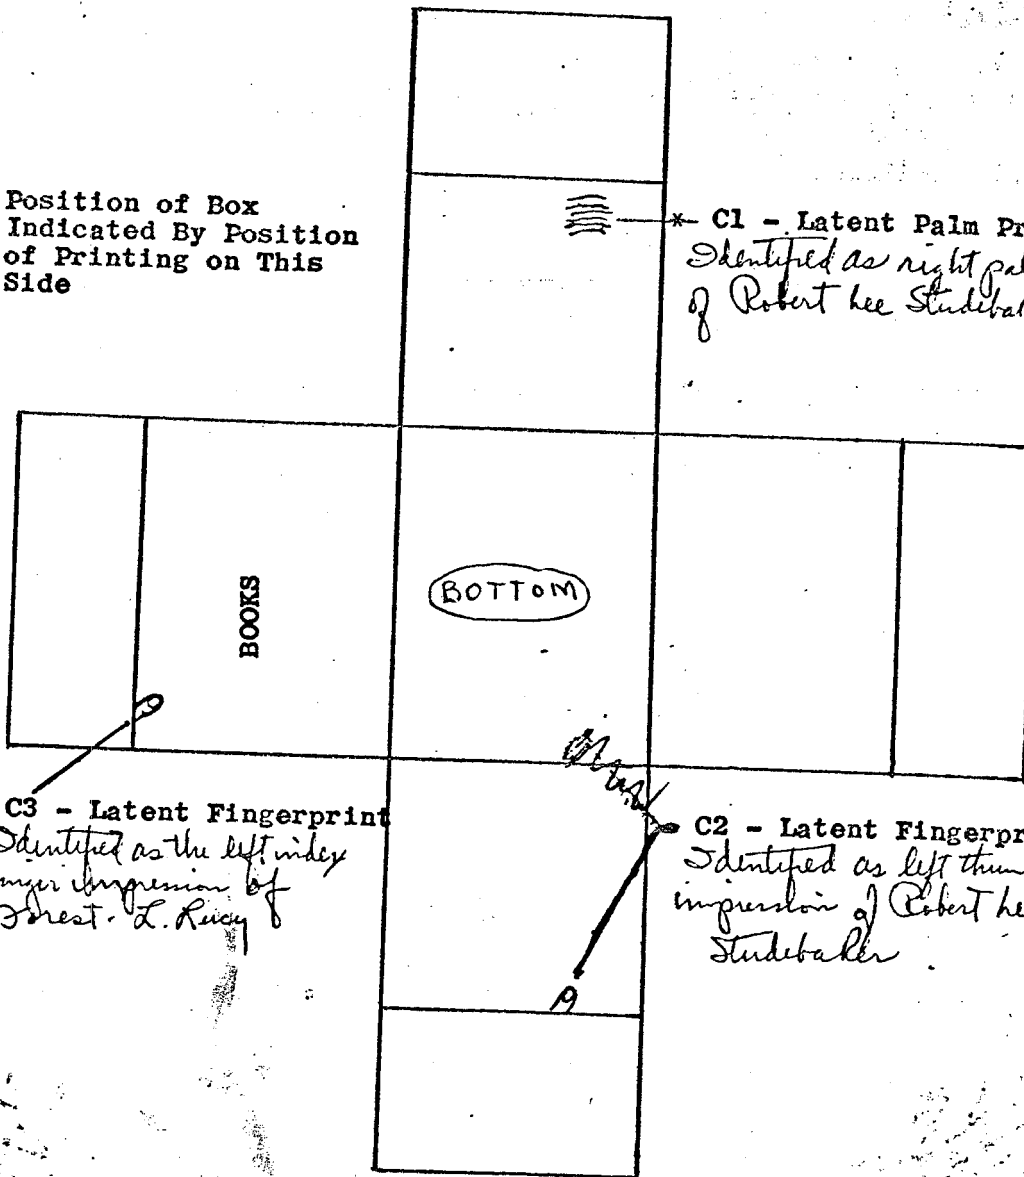 Position of Box
Indicated By Position
of Printing on This
Side
C1 - Latent Palm Pr
Identified as right pal
of Robert Lee Studebak
BOOKS
BOTTOM
C3 - Latent Fingerprint
Identified as the left index
impression of
Forest. L.
C2 - Latent Fingerpr
Identified as left thum
impression of Robert Lee
Studebaker